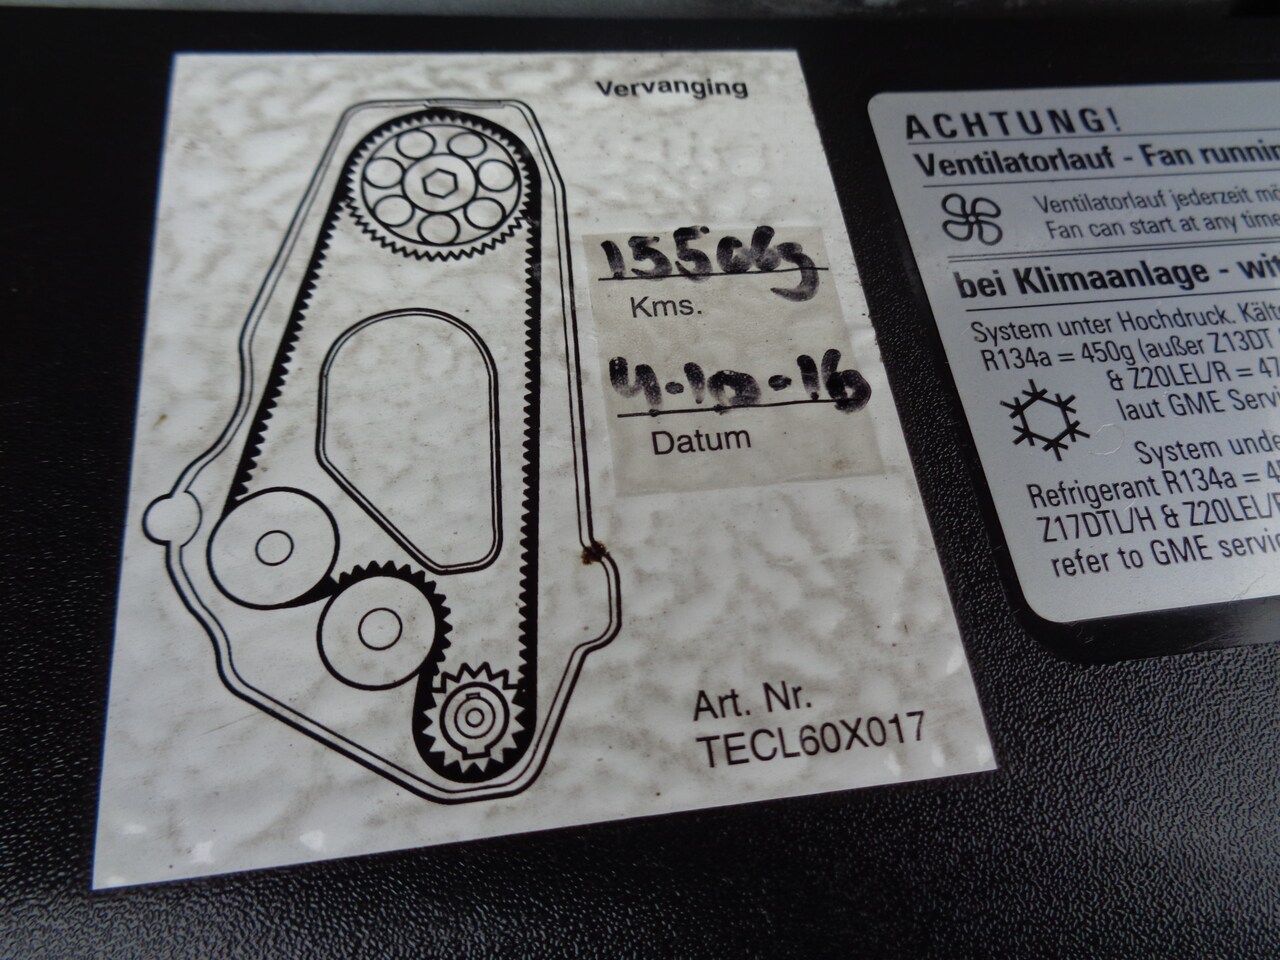 Vervanging
155063
Kms.
4-10-16
Datum
Art. Nr.
TECL60X017
ACHTUNG!
Ventilatorlauf - Fan runnin
Ventilatorlauf jederzeit mö
Fan can start at any time
bei Klimaanlage - wit
System unter Hochdruck. Kält
R134a = 450g (außer Z13DT
& Z20LEL/R = 47
laut GME Servi
System unde
Refrigerant R134a = 4
Z17DTL/H & Z20LEL/
refer to GME servic